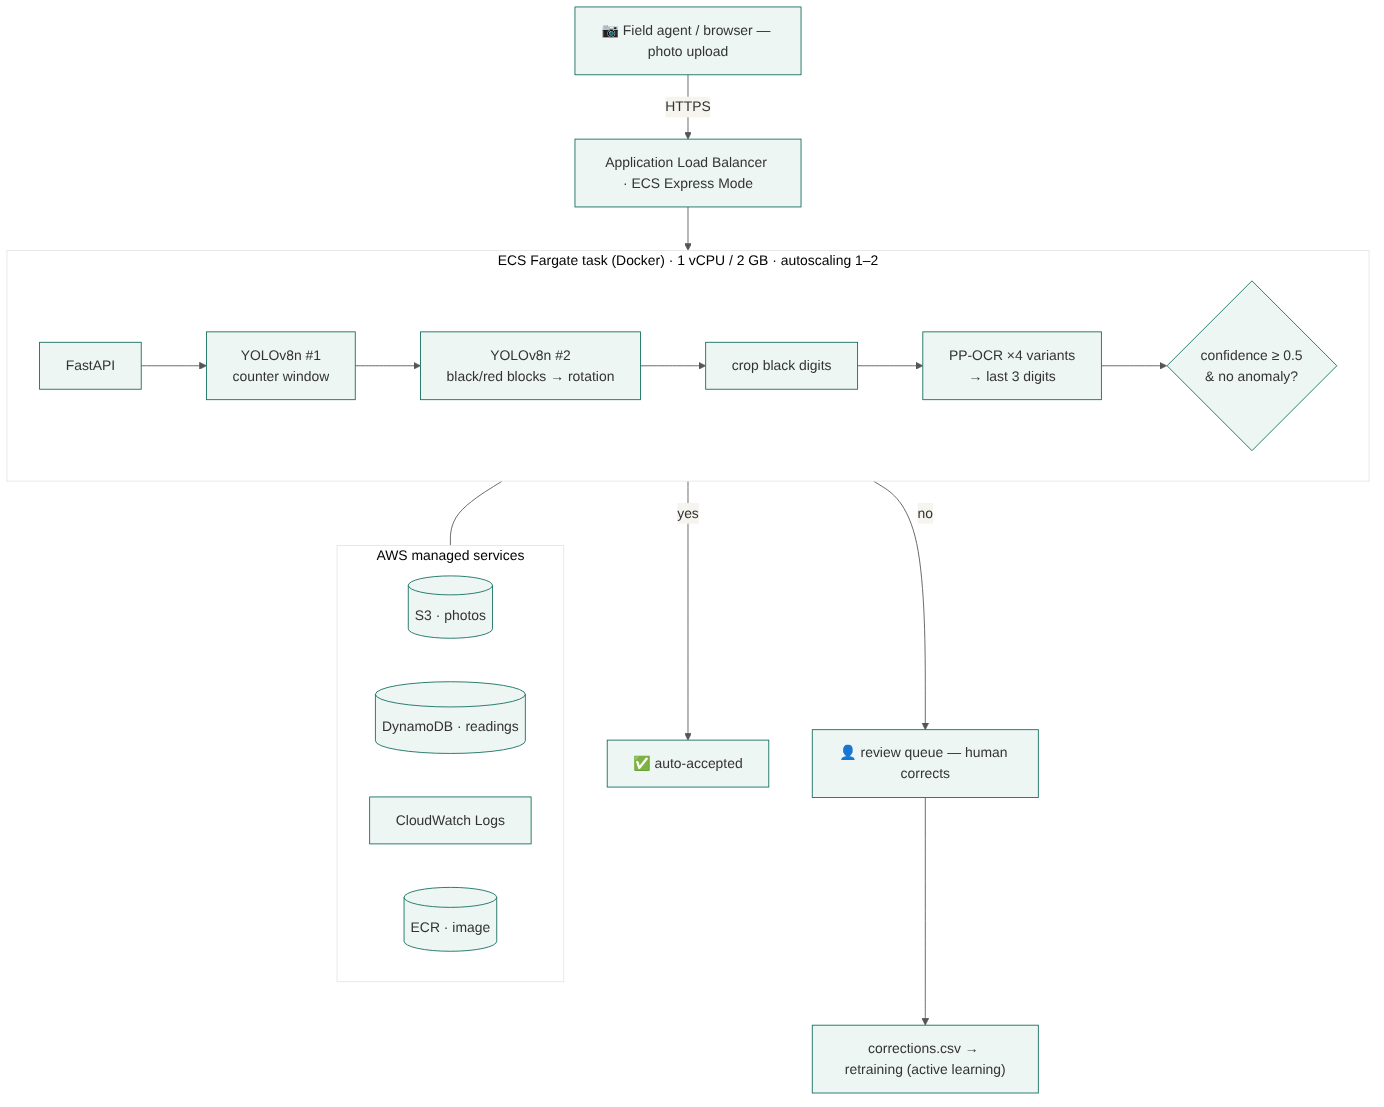 📷 Field agent / browser —
photo upload
HTTPS
Application Load Balancer
· ECS Express Mode
ECS Fargate task (Docker) · 1 vCPU / 2 GB · autoscaling 1–2
FastAPI
YOLOv8n #1
counter window
YOLOv8n #2
black/red blocks → rotation
crop black digits
PP-OCR ×4 variants
→ last 3 digits
confidence ≥ 0.5
& no anomaly?
yes
no
AWS managed services
S3 · photos
DynamoDB · readings
CloudWatch Logs
ECR · image
✅ auto-accepted
👤 review queue — human
corrects
corrections.csv →
retraining (active learning)